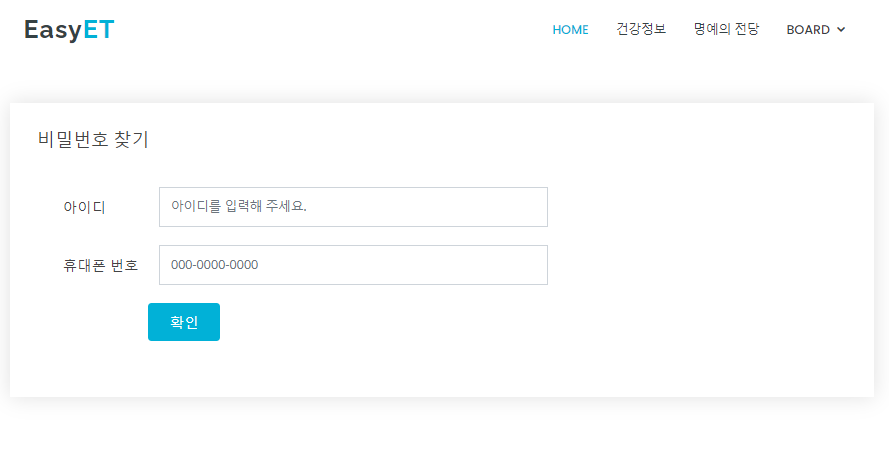 EasyET
HOME 건강정보 명예의 전당 BOARD
비밀번호 찾기
아이디 아이디를 입력해 주세요.
휴대폰 번호 000-0000-0000
확인